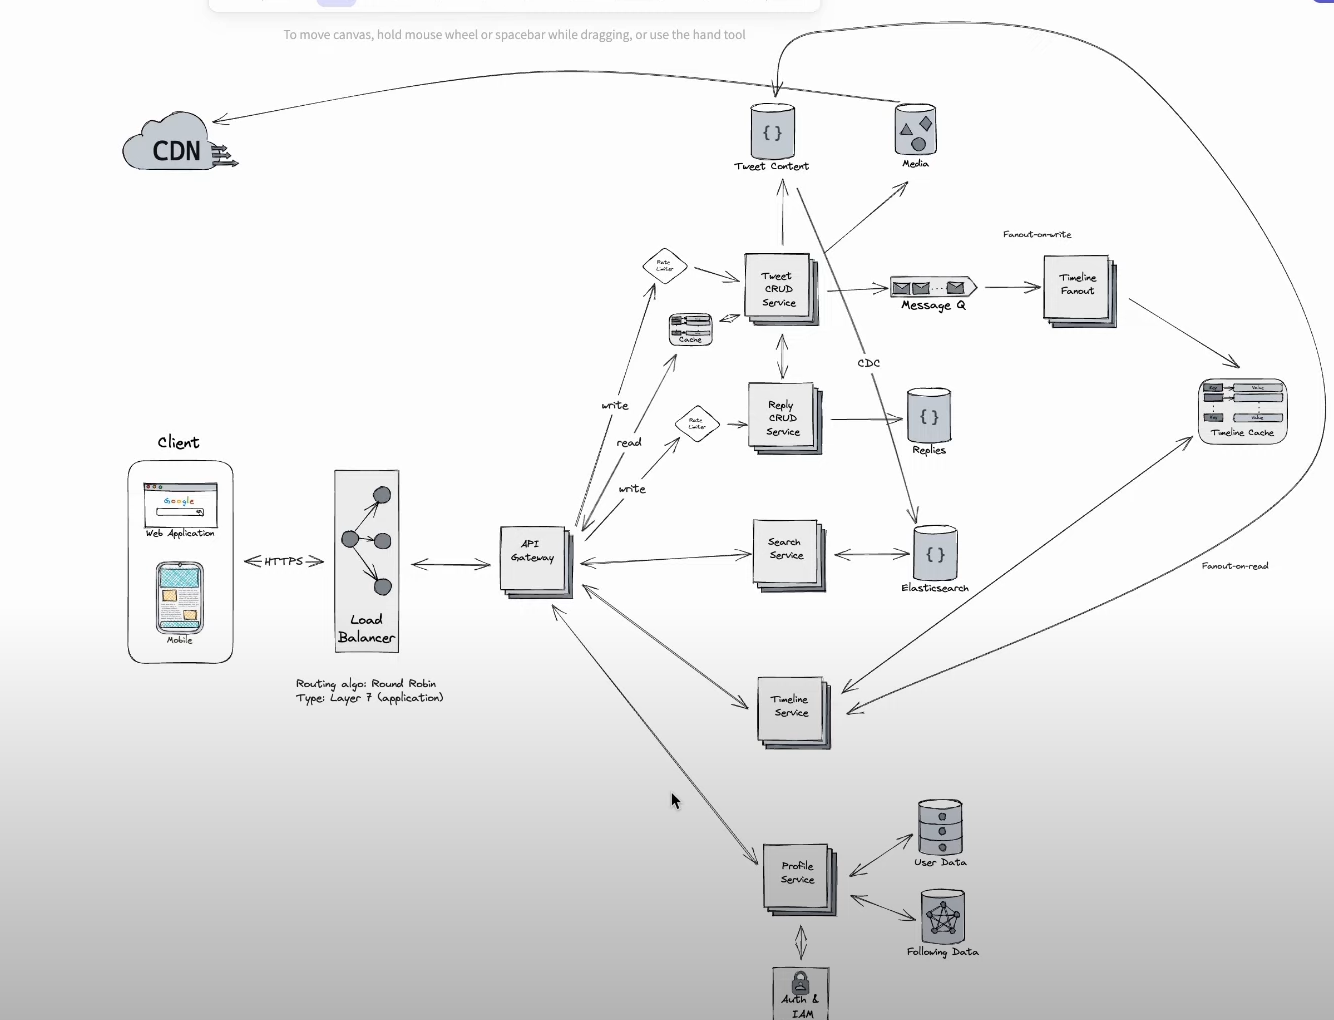 To move canvas, hold mouse wheel or spacebar while dragging, or use the hand tool
CDN
{ }
Tweet Content
Media
Fanout-on-write
Rate
Limiter
Tweet
CRUD
Service
Message Q
Timeline
Fanout
Cache
CDC
write
read
write
Rate
Limiter
Reply
CRUD
Service
{ }
Replies
Key
Value
Key
Value
Timeline Cache
Client
Google
Web Application
Mobile
HTTPS
Load
Balancer
Routing algo: Round Robin
Type: Layer 7 (application)
API
Gateway
Search
Service
{ }
Elasticsearch
Fanout-on-read
Timeline
Service
Profile
Service
User Data
Following Data
Auth &
IAM